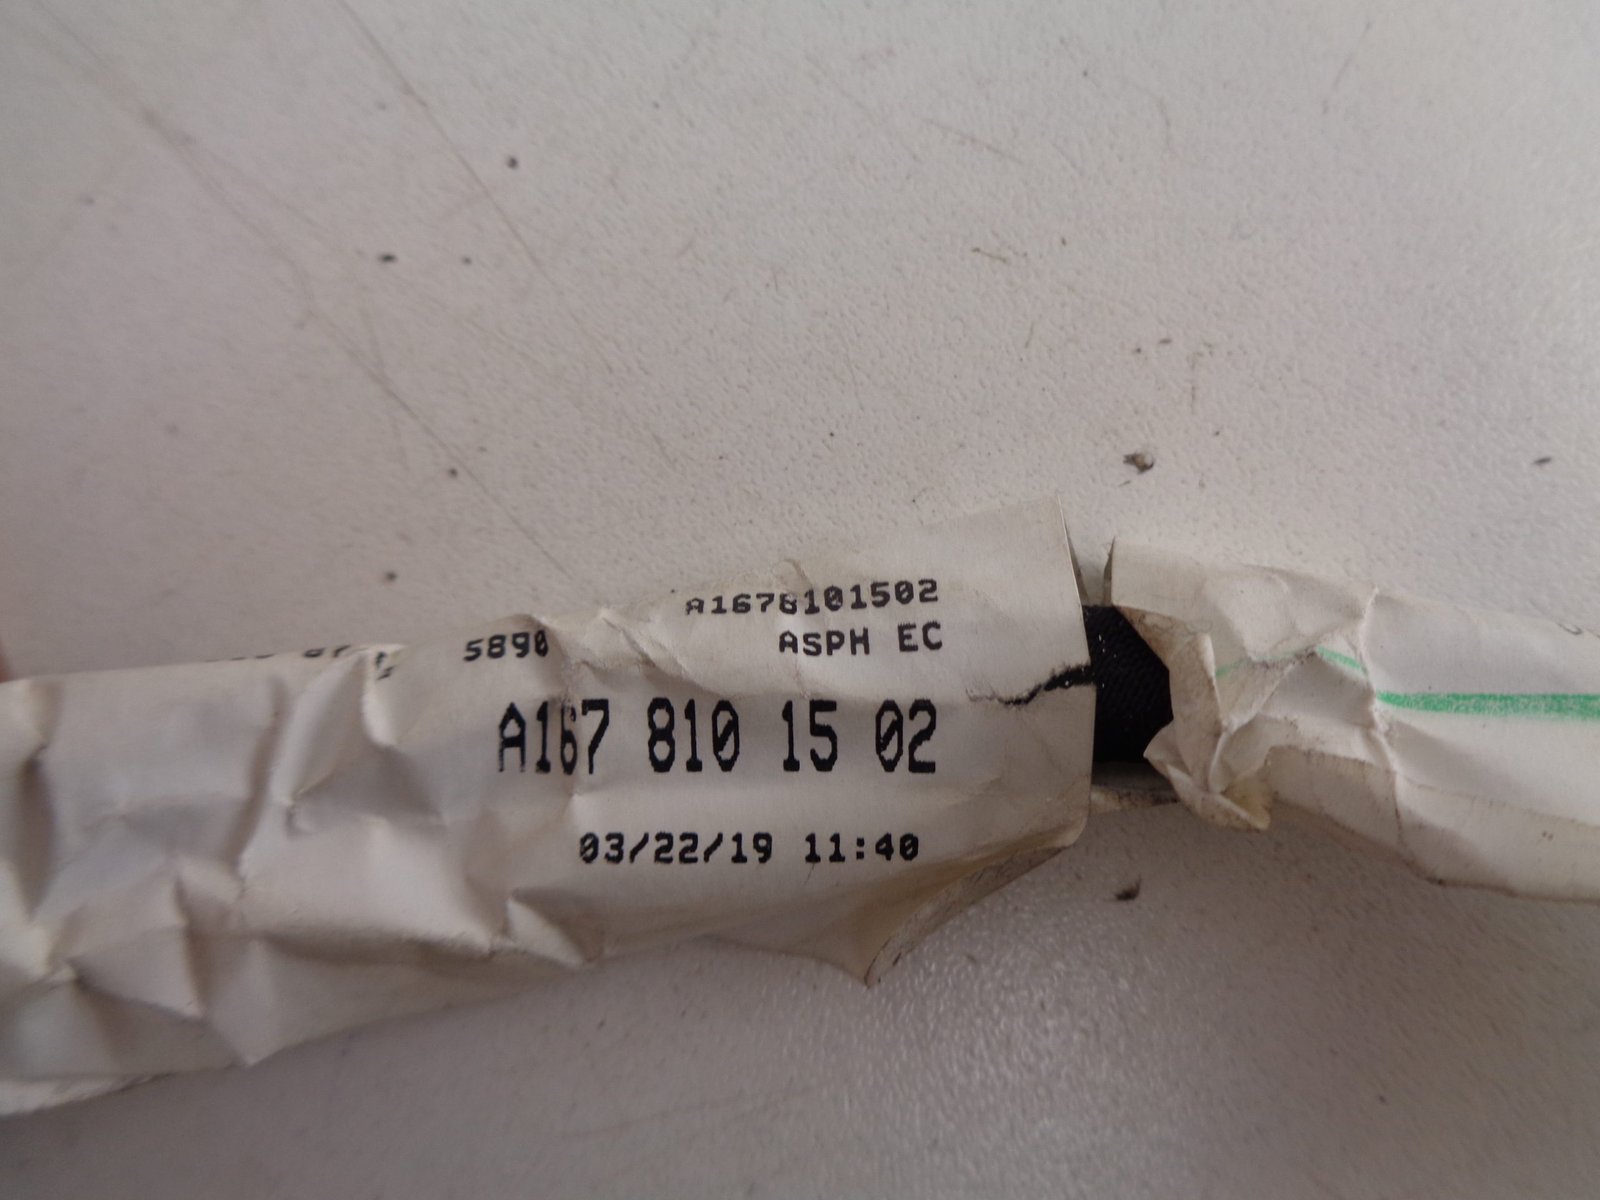 A1678101502
5890 ASPH EC
A167 810 15 02
03/22/19 11:40